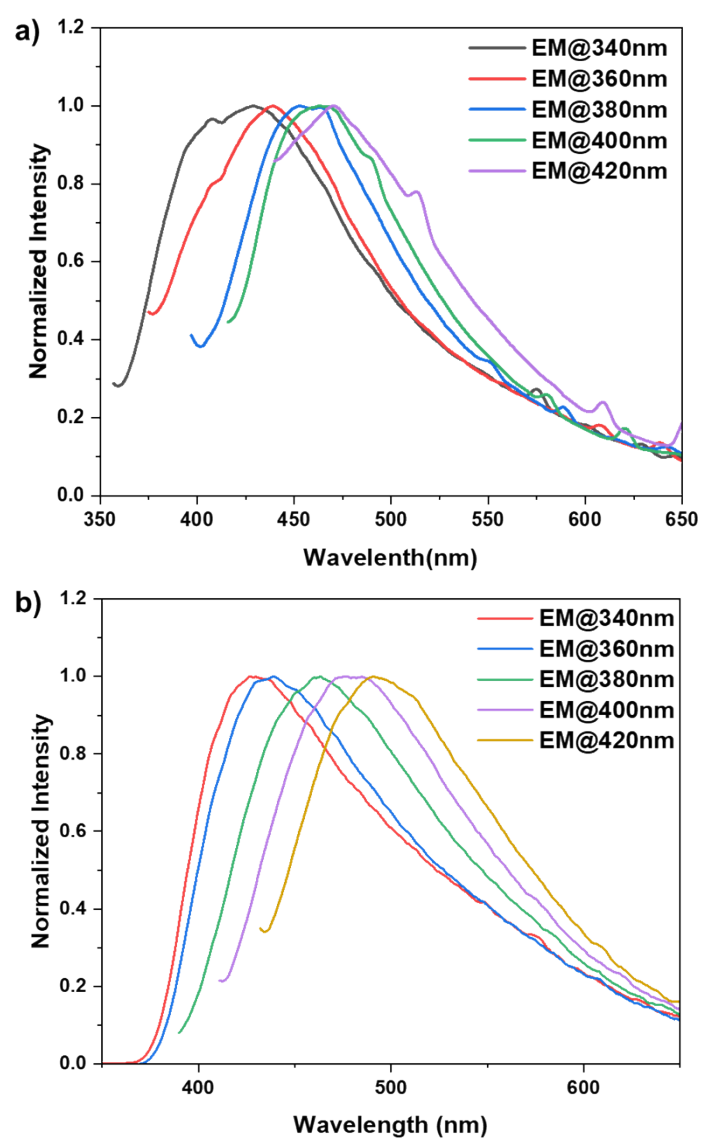 a)
1.2
1.0
0.8
0.6
0.4
0.2
0.0
Normalized Intensity
EM@340nm
EM@360nm
EM@380nm
EM@400nm
EM@420nm
350 400 450 500 550 600 650
Wavelenth(nm)
b)
1.2
1.0
0.8
0.6
0.4
0.2
0.0
Normalized Intensity
EM@340nm
EM@360nm
EM@380nm
EM@400nm
EM@420nm
400 500 600
Wavelength (nm)